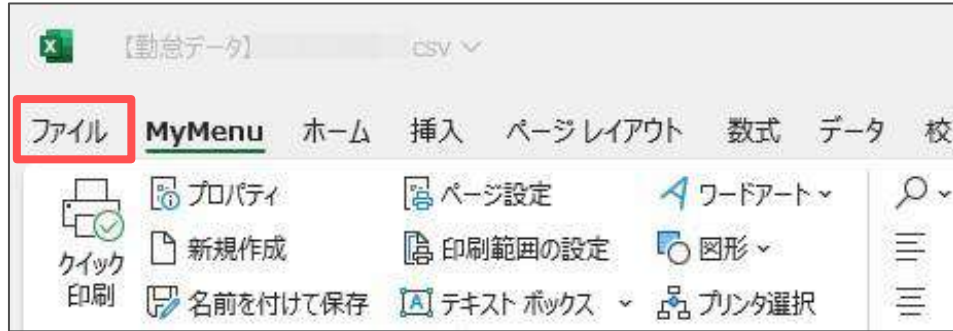 【勤怠データ】 csv
ファイル MyMenu ホーム 挿入 ページ レイアウト 数式 データ 校
プロパティ ページ設定 ワードアート
新規作成 印刷範囲の設定 図形
クイック
印刷
名前を付けて保存 テキスト ボックス プリンタ選択